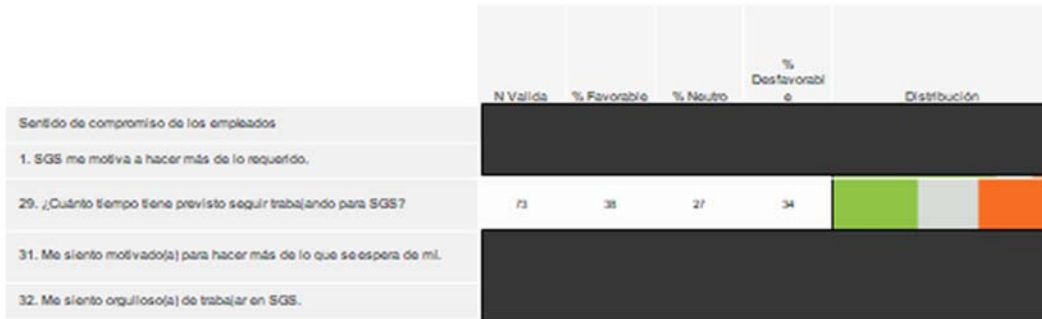 %
Desfavorabl
N Valida % Favorable % Neutro e Distribución
Sentido de compromiso de los empleados
1. SGS me motiva a hacer más de lo requerido.
29. ¿Cuánto tiempo tiene previsto seguir trabajando para SGS? 73 38 27 34
31. Me siento motivado(a) para hacer más de lo que se espera de mí.
32. Me siento orgulloso(a) de trabajar en SGS.